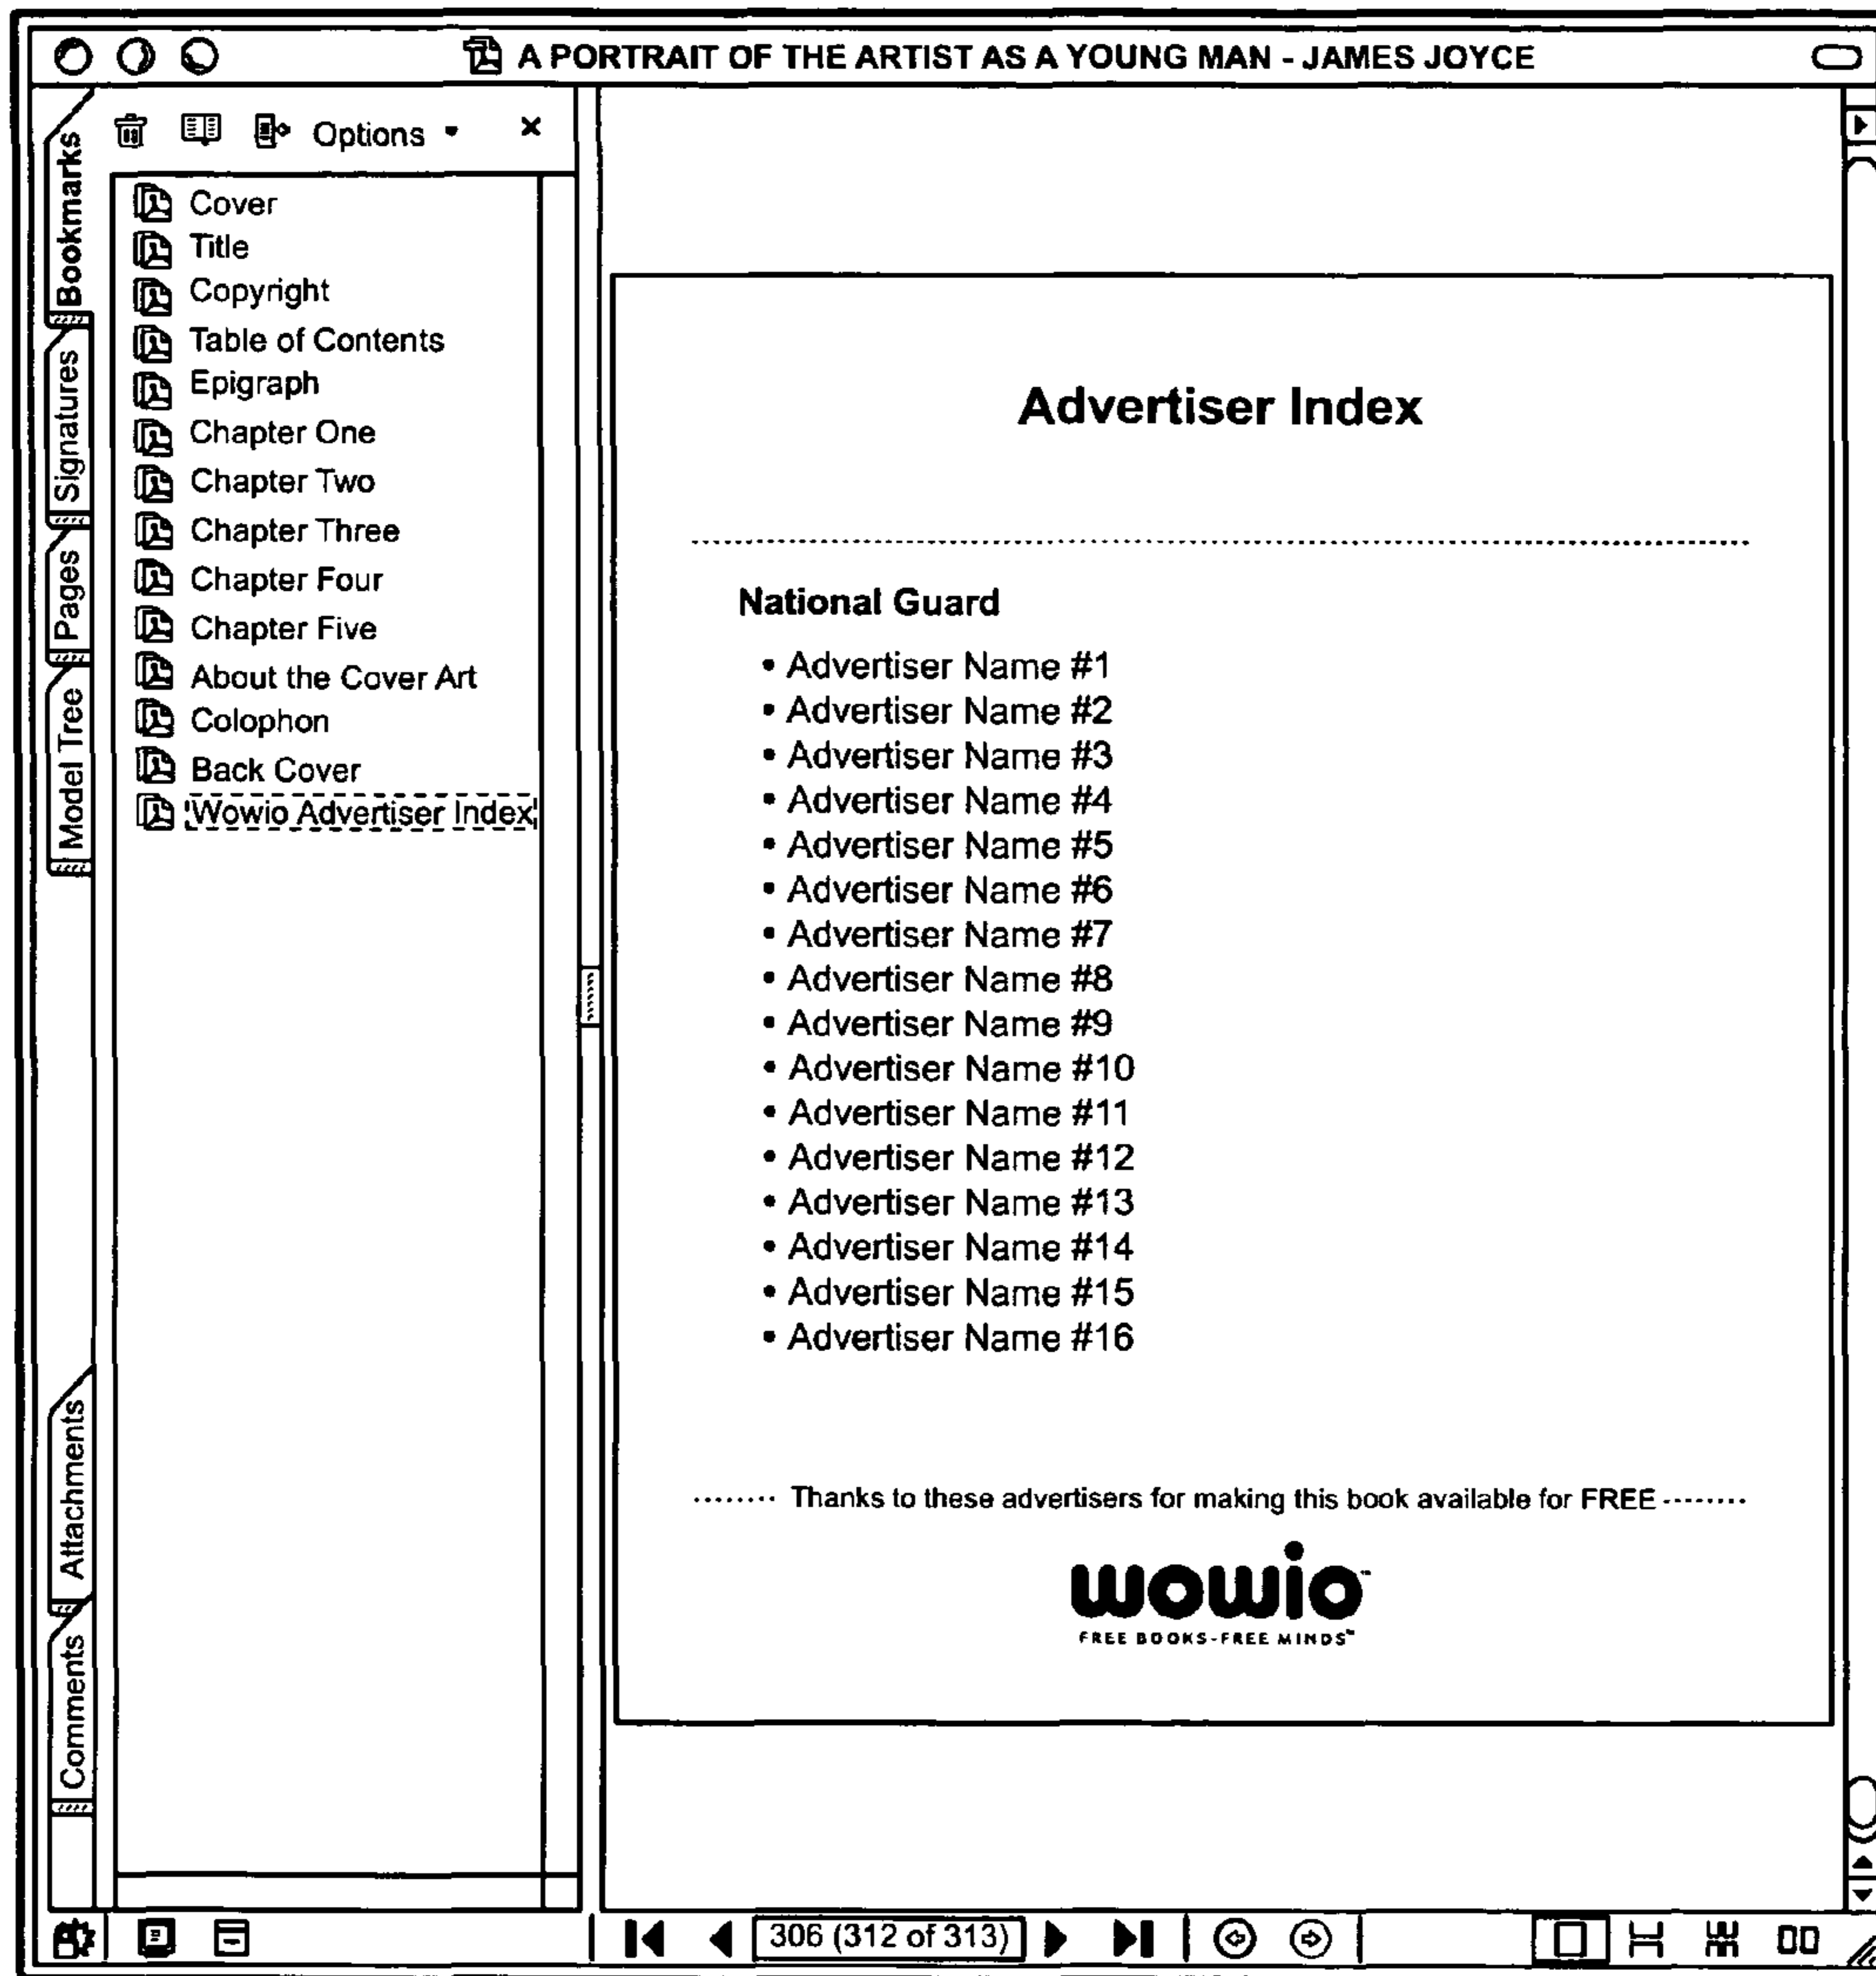 A PORTRAIT OF THE ARTIST AS A YOUNG MAN - JAMES JOYCE
Options
×
Bookmarks
Signatures
Pages
Model Tree
Attachments
Comments
Cover
Title
Copyright
Table of Contents
Epigraph
Chapter One
Chapter Two
Chapter Three
Chapter Four
Chapter Five
About the Cover Art
Colophon
Back Cover
Wowio Advertiser Index
Advertiser Index
National Guard
• Advertiser Name #1
• Advertiser Name #2
• Advertiser Name #3
• Advertiser Name #4
• Advertiser Name #5
• Advertiser Name #6
• Advertiser Name #7
• Advertiser Name #8
• Advertiser Name #9
• Advertiser Name #10
• Advertiser Name #11
• Advertiser Name #12
• Advertiser Name #13
• Advertiser Name #14
• Advertiser Name #15
• Advertiser Name #16
Thanks to these advertisers for making this book available for FREE
wowio™
FREE BOOKS-FREE MINDS™
306 (312 of 313)